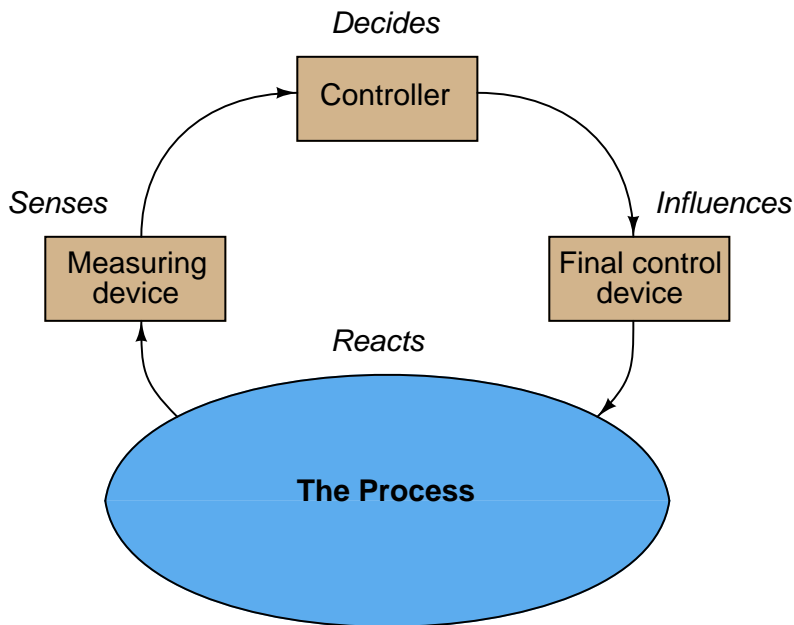 Decides
Controller
Senses
Influences
Measuring
device
Final control
device
Reacts
The Process